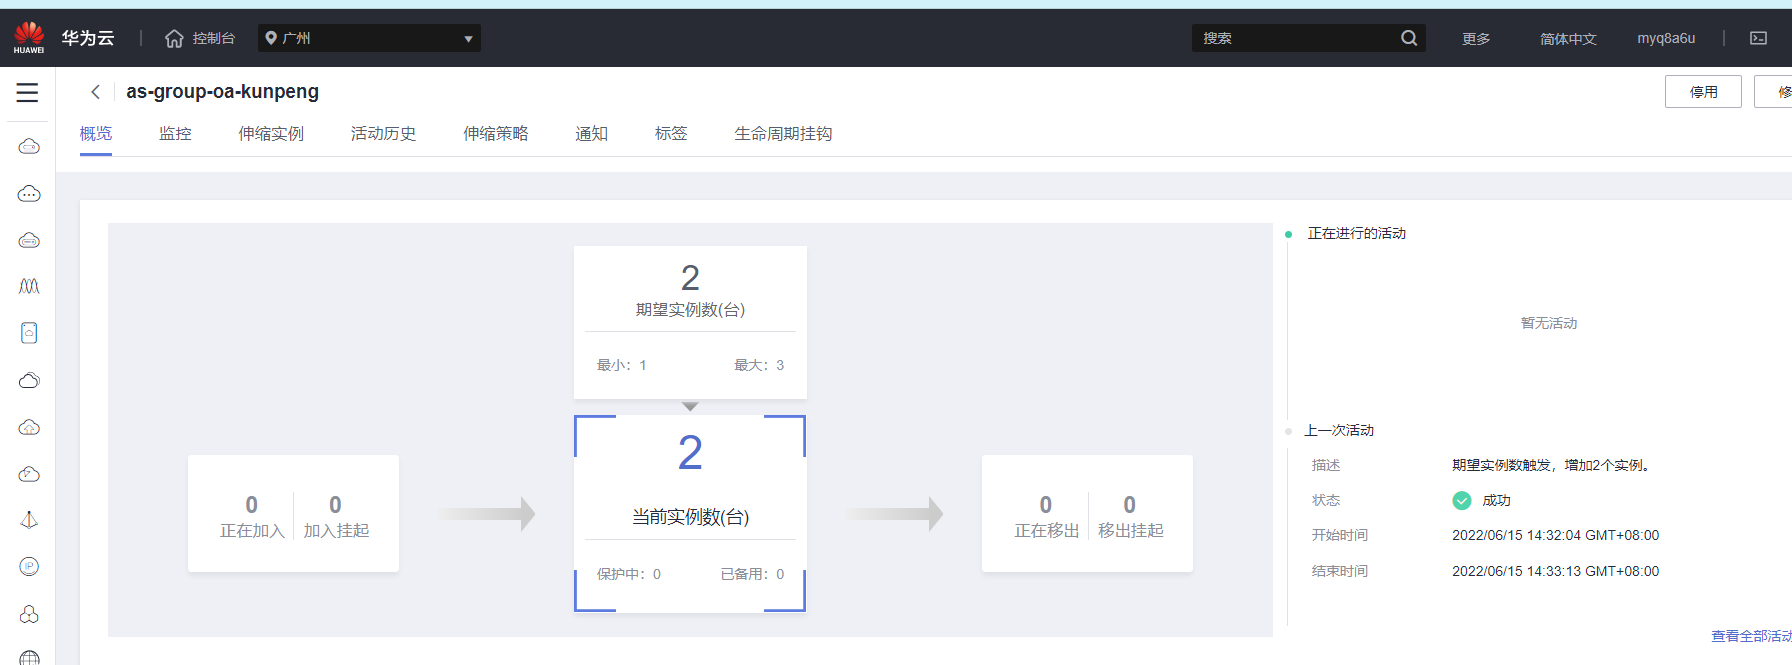 HUAWEI
华为云
控制台
广州
搜索
更多
简体中文
myq8a6u
as-group-oa-kunpeng
停用
修
概览
监控
伸缩实例
活动历史
伸缩策略
通知
标签
生命周期挂钩
2
期望实例数(台)
最小: 1
最大: 3
0
正在加入
0
加入挂起
2
当前实例数(台)
保护中: 0
已备用: 0
0
正在移出
0
移出挂起
正在进行的活动
暂无活动
上一次活动
描述
期望实例数触发，增加2个实例。
状态
成功
开始时间
2022/06/15 14:32:04 GMT+08:00
结束时间
2022/06/15 14:33:13 GMT+08:00
查看全部活动
IP